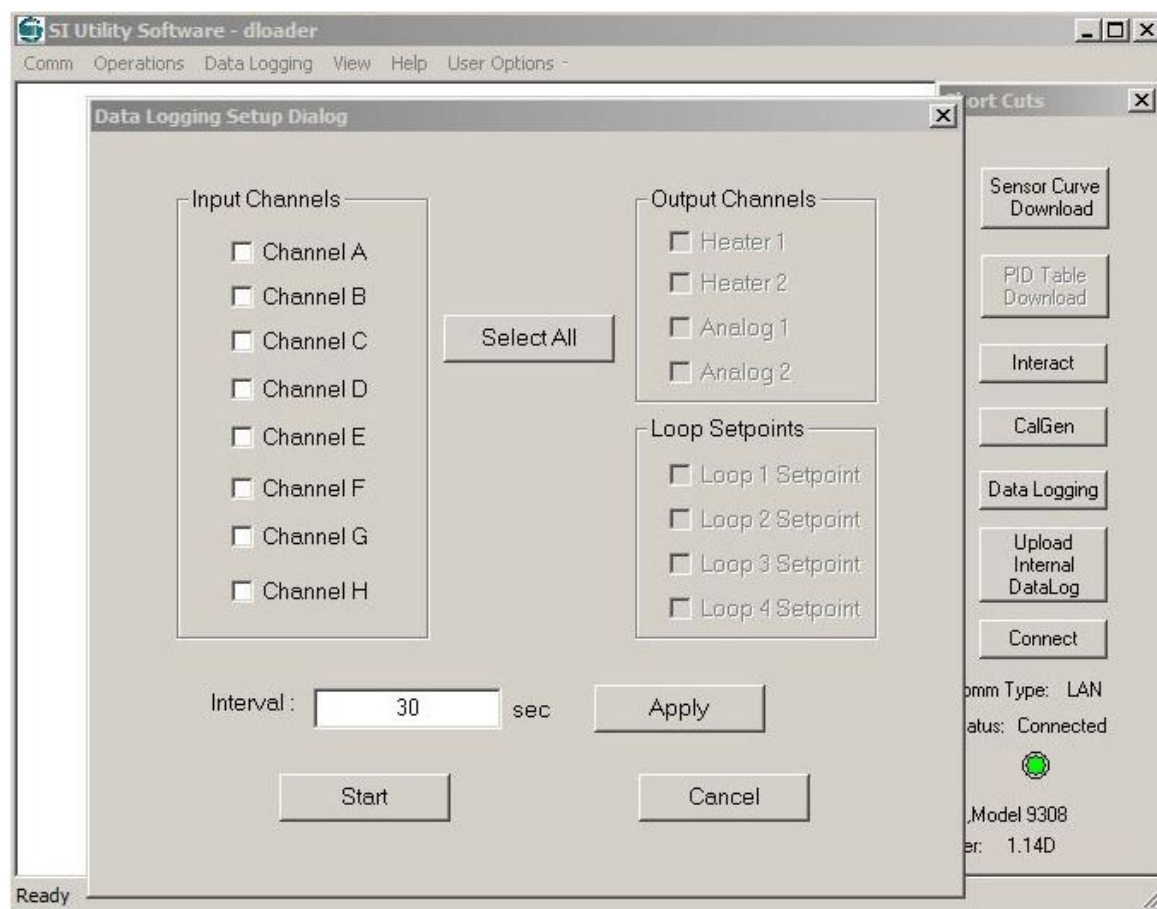 SI Utility Software - dloader
Comm Operations Data Logging View Help User Options -
Data Logging Setup Dialog
Input Channels
Channel A
Channel B
Channel C
Channel D
Channel E
Channel F
Channel G
Channel H
Select All
Output Channels
Heater 1
Heater 2
Analog 1
Analog 2
Loop Setpoints
Loop 1 Setpoint
Loop 2 Setpoint
Loop 3 Setpoint
Loop 4 Setpoint
Interval : 30 sec
Apply
Start
Cancel
Cuts
Sensor Curve
Download
PID Table
Download
Interact
CalGen
Data Logging
Upload
Internal
DataLog
Connect
Type: LAN
Connected
,Model 9308
1.14D
Ready